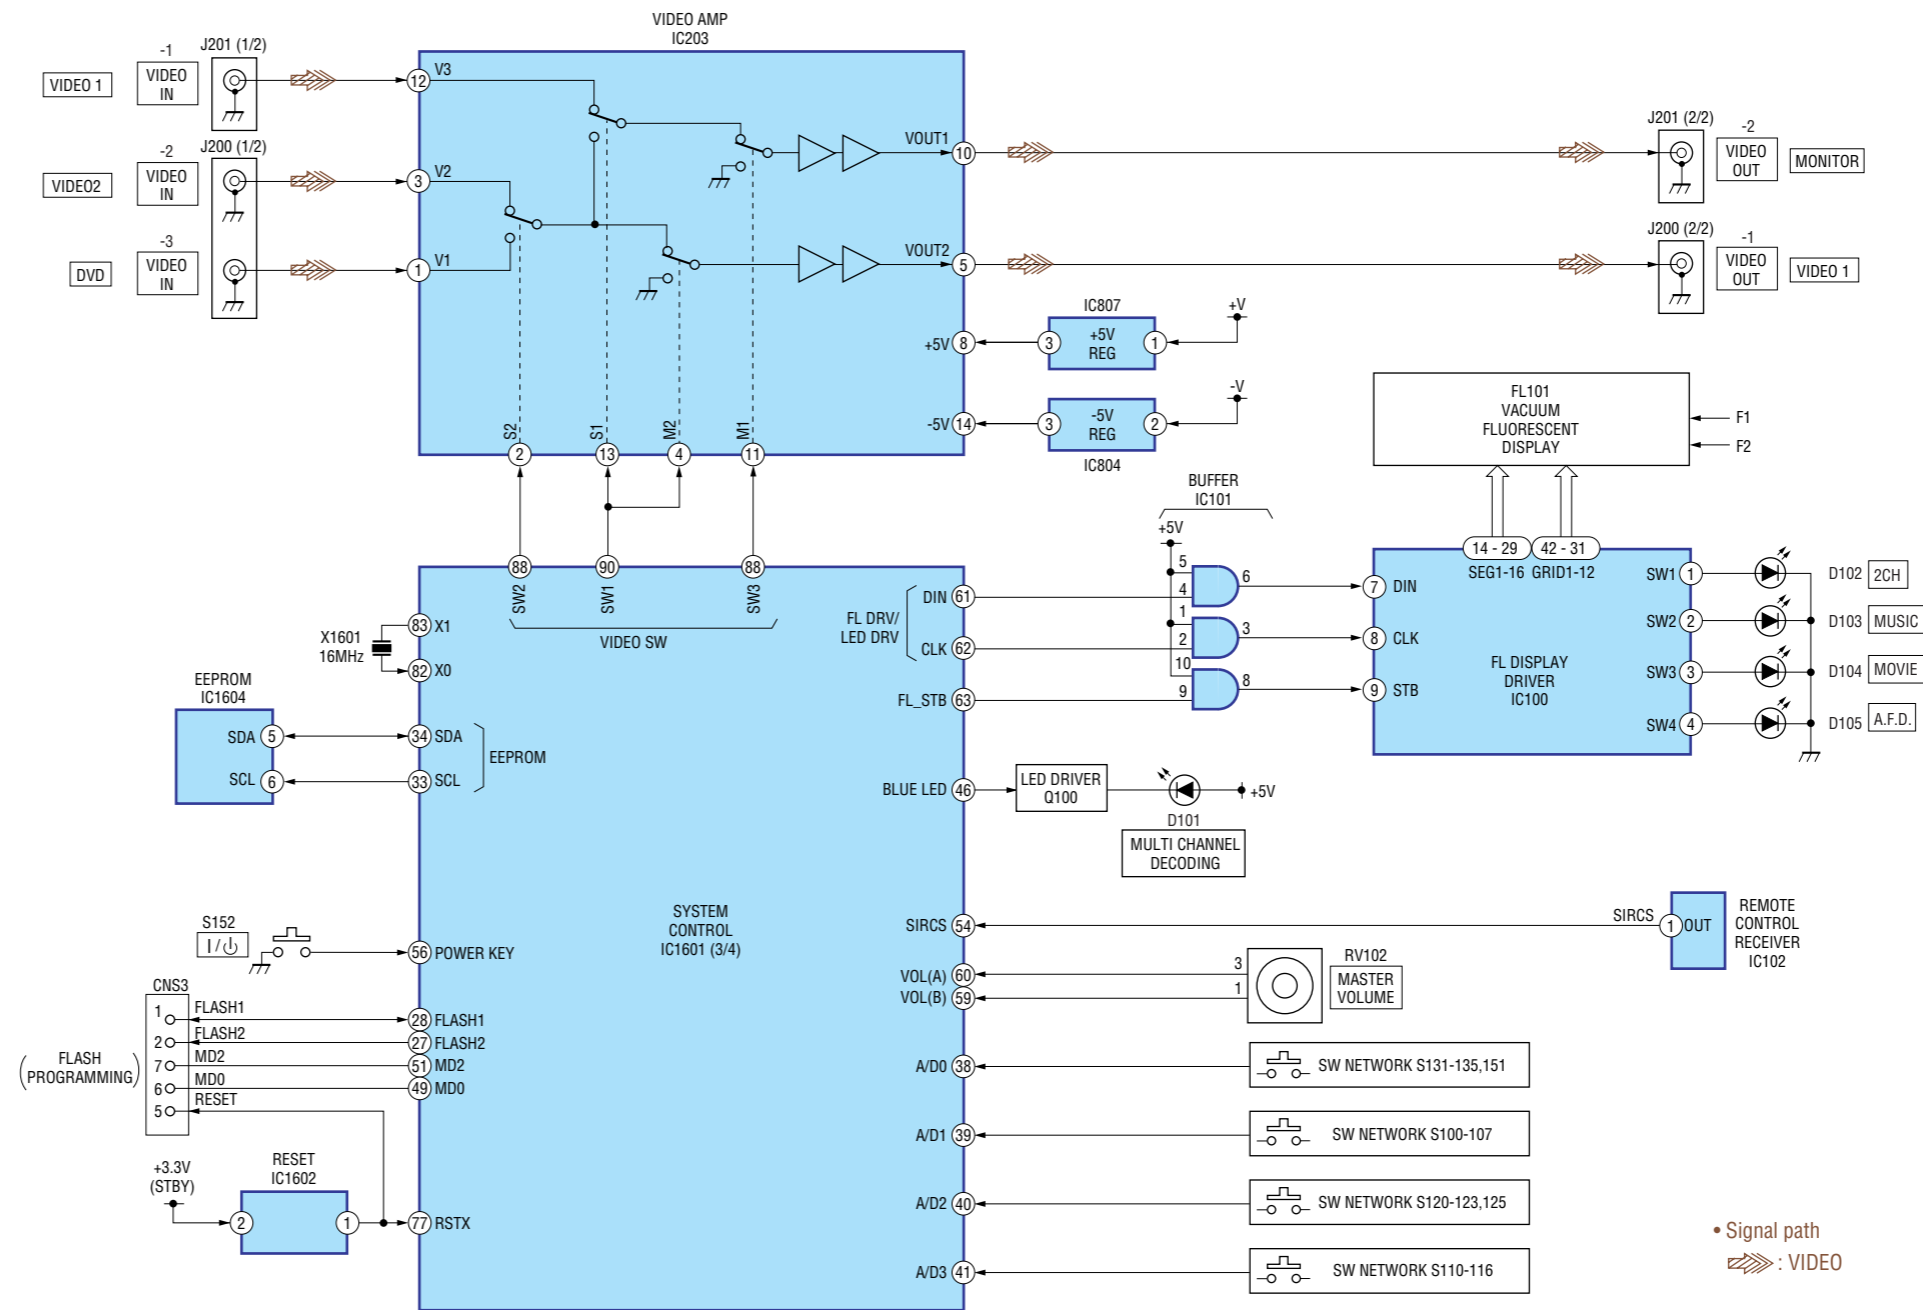 VIDEO AMP
IC203
J201 (1/2)
-1
VIDEO 1
VIDEO
IN
12
V3
J200 (1/2)
-2
VIDEO2
VIDEO
IN
3
V2
-3
DVD
VIDEO
IN
1
V1
VOUT1
10
VOUT2
5
J201 (2/2)
-2
VIDEO
OUT
MONITOR
J200 (2/2)
-1
VIDEO
OUT
VIDEO 1
+5V
8
IC807
3
+5V
REG
1
+V
-5V
14
3
-5V
REG
2
-V
IC804
S2
S1
M2
M1
2
13
4
11
88
90
88
SW2
SW1
SW3
VIDEO SW
FL101
VACUUM
FLUORESCENT
DISPLAY
F1
F2
BUFFER
IC101
+5V
5
4
6
1
2
3
10
9
8
14 - 29
42 - 31
SEG1-16
GRID1-12
7
DIN
8
CLK
9
STB
FL DISPLAY
DRIVER
IC100
SW1
1
D102
2CH
SW2
2
D103
MUSIC
SW3
3
D104
MOVIE
SW4
4
D105
A.F.D.
FL DRV/
LED DRV
DIN
61
CLK
62
FL_STB
63
X1601
16MHz
83
X1
82
X0
EEPROM
IC1604
SDA
5
34
SDA
SCL
6
33
SCL
EEPROM
BLUE LED
46
LED DRIVER
Q100
+5V
D101
MULTI CHANNEL
DECODING
SYSTEM
CONTROL
IC1601 (3/4)
S152
I /
56
POWER KEY
SIRCS
54
SIRCS
1
OUT
REMOTE
CONTROL
RECEIVER
IC102
VOL(A)
60
3
VOL(B)
59
1
RV102
MASTER
VOLUME
CNS3
(FLASH
PROGRAMMING)
1
FLASH1
28
FLASH1
2
FLASH2
27
FLASH2
7
MD2
51
MD2
6
MD0
49
MD0
5
RESET
A/D0
38
SW NETWORK S131-135,151
A/D1
39
SW NETWORK S100-107
A/D2
40
SW NETWORK S120-123,125
A/D3
41
SW NETWORK S110-116
+3.3V
(STBY)
RESET
IC1602
2
1
77
RSTX
• Signal path
: VIDEO